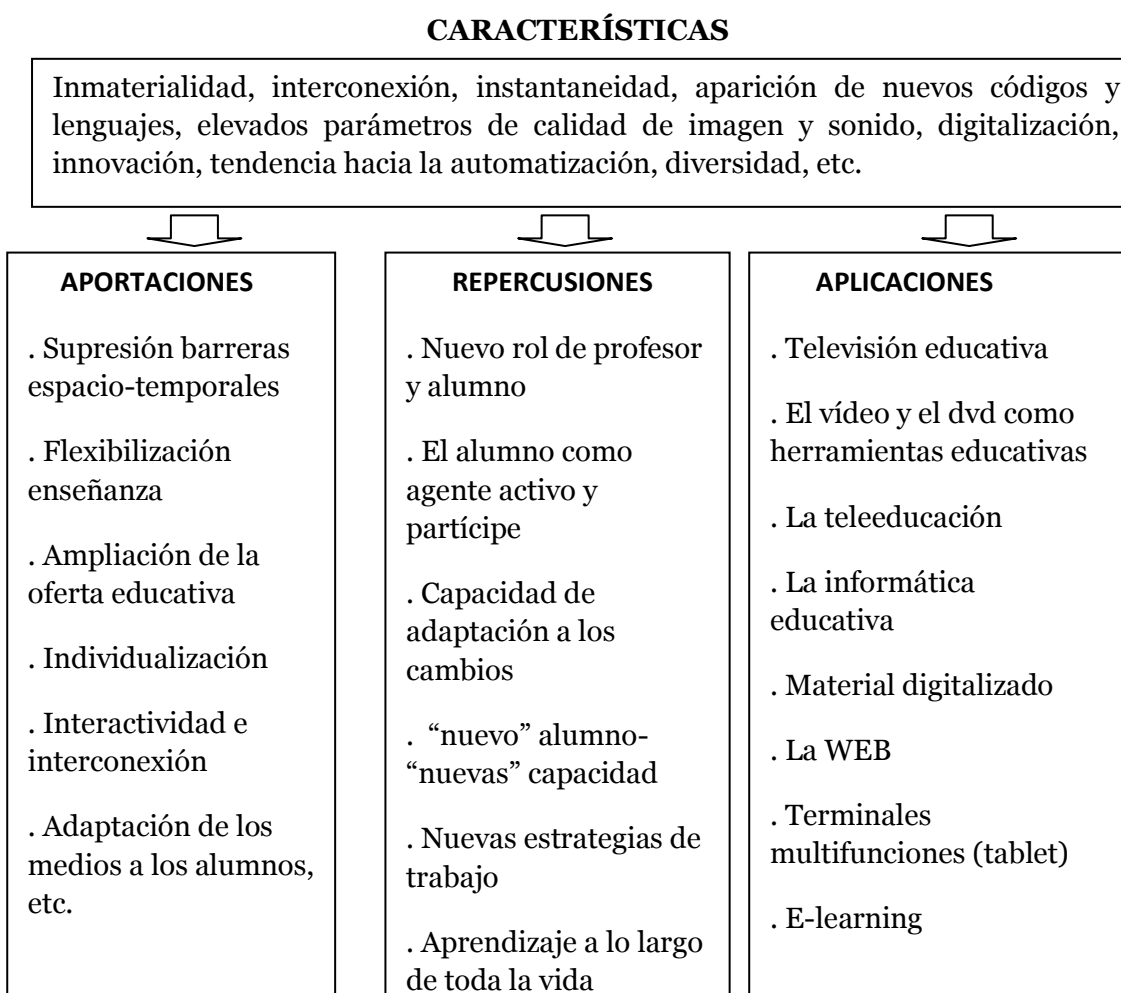 CARACTERÍSTICAS
Inmaterialidad, interconexión, instantaneidad, aparición de nuevos códigos y
lenguajes, elevados parámetros de calidad de imagen y sonido, digitalización,
innovación, tendencia hacia la automatización, diversidad, etc.
APORTACIONES
. Supresión barreras
espacio-temporales
. Flexibilización
enseñanza
. Ampliación de la
oferta educativa
. Individualización
. Interactividad e
interconexión
. Adaptación de los
medios a los alumnos,
etc.
REPERCUSIONES
. Nuevo rol de profesor
y alumno
. El alumno como
agente activo y
partícipe
. Capacidad de
adaptación a los
cambios
. “nuevo” alumno-
“nuevas” capacidad
. Nuevas estrategias de
trabajo
. Aprendizaje a lo largo
de toda la vida
APLICACIONES
. Televisión educativa
. El vídeo y el dvd como
herramientas educativas
. La teleeducación
. La informática
educativa
. Material digitalizado
. La WEB
. Terminales
multifunciones (tablet)
. E-learning